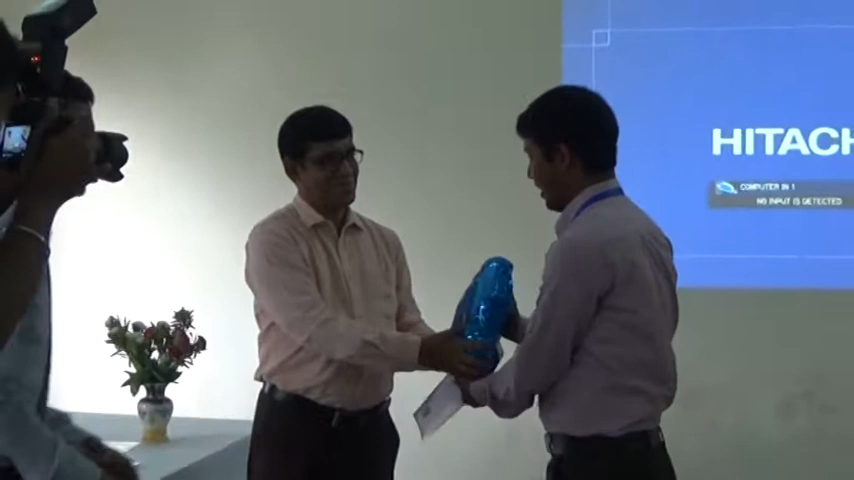 HITACH
COMPUTER IN 1
NO INPUT IS DETECTED